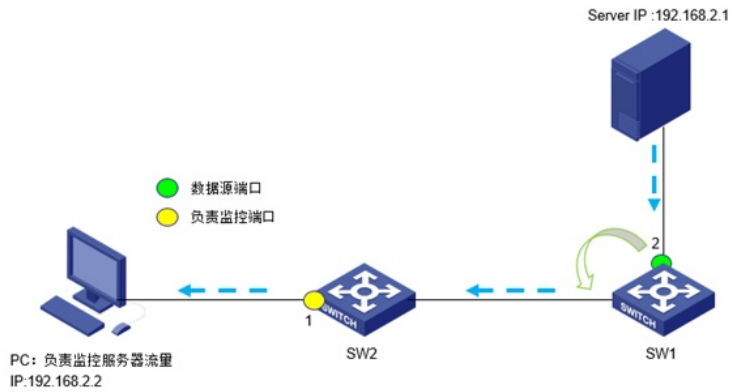 Server IP :192.168.2.1
数据源端口
负责监控端口
2
1
SWITCH
SWITCH
SW2
SW1
PC：负责监控服务器流量
IP:192.168.2.2